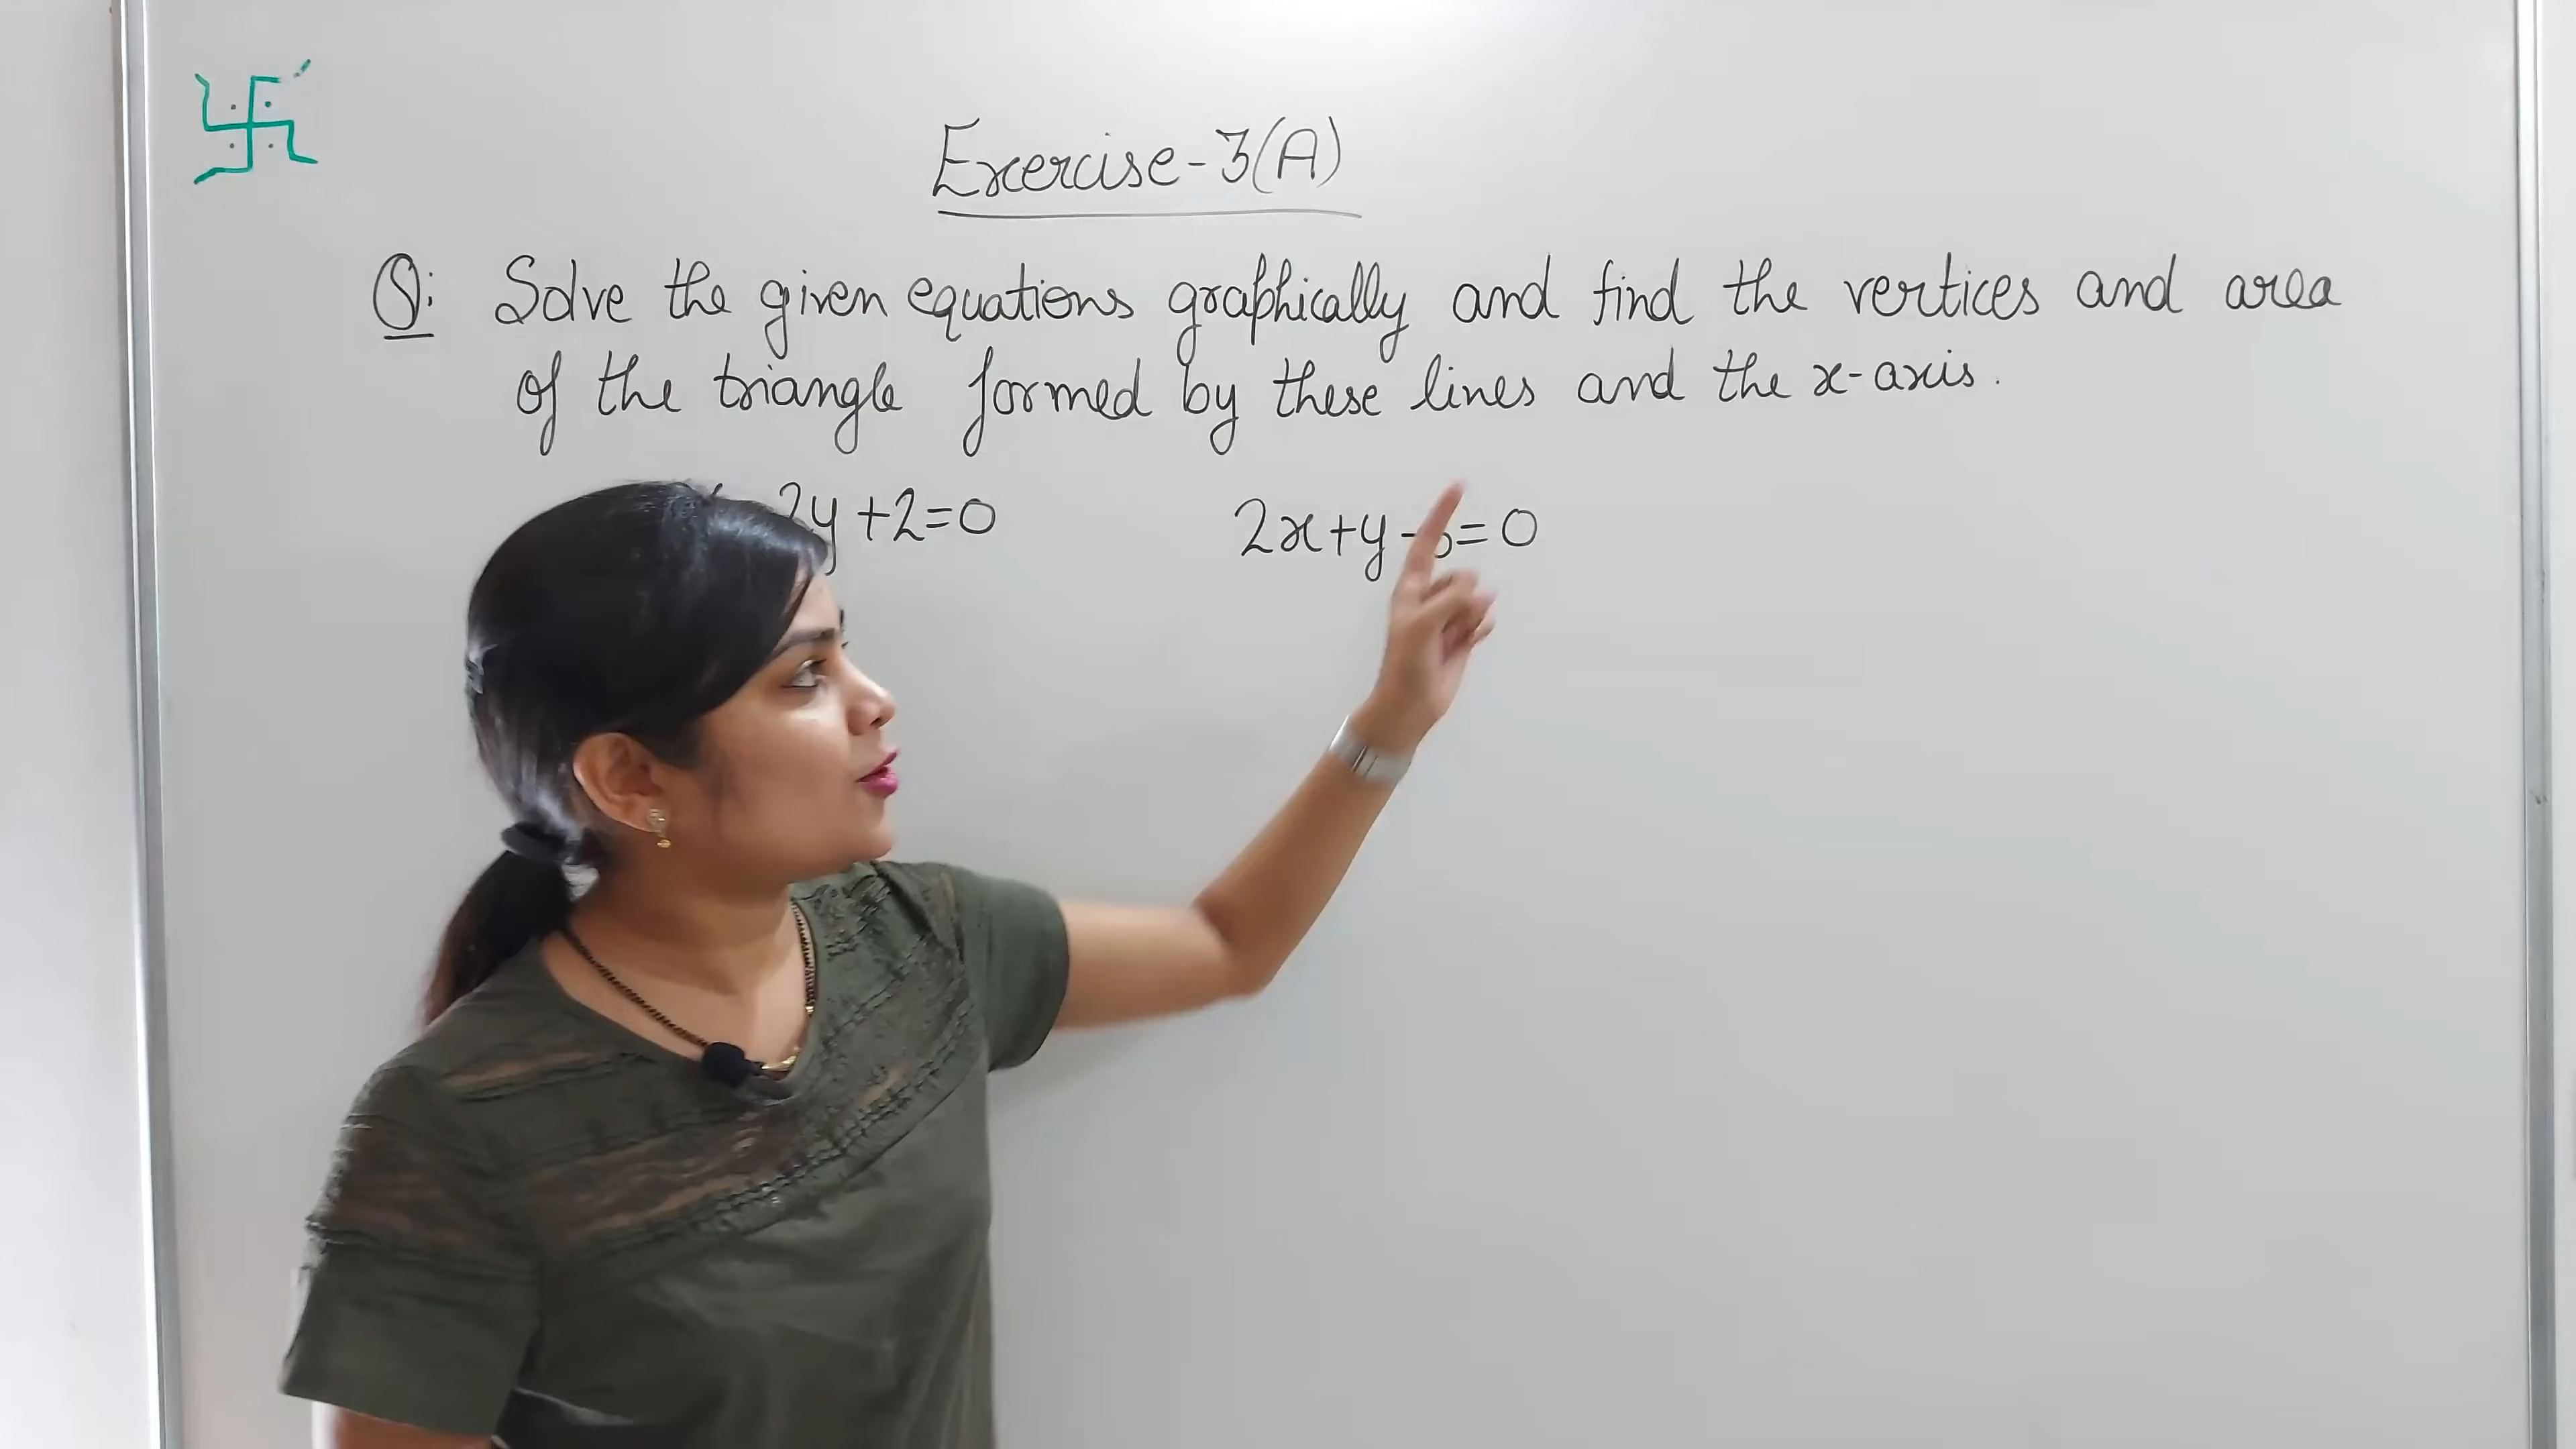 Exercise-3(A)
Q: Solve the given equations graphically and find the vertices and area
of the triangle formed by these lines and the x-axis.
2y+2=0 2x+y- =0